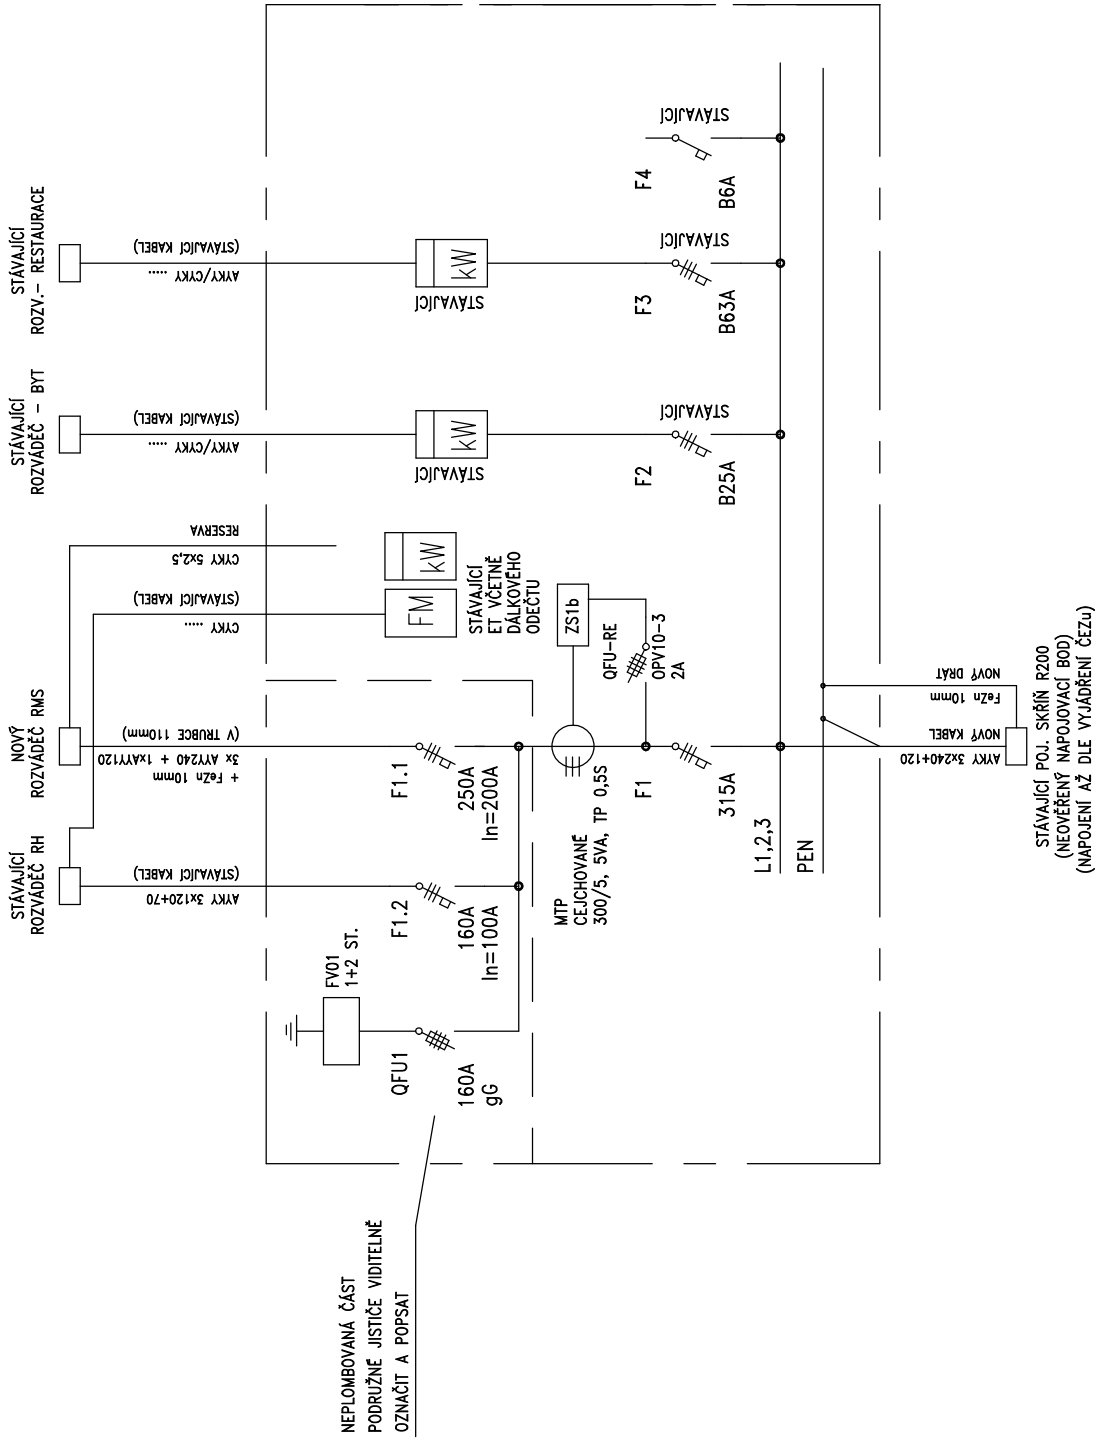 STÁVAJÍCÍ
ROZVÁDĚČ RH
NOVÝ
ROZVÁDĚČ RMS
STÁVAJÍCÍ
ROZVÁDĚČ - BYT
STÁVAJÍCÍ
ROZV.- RESTAURACE
AYKY 3x120+70
(STÁVAJÍCÍ KABEL)
+ FeZn 10mm
3x AYY240 + 1xAYY120
(V TRUBCE 110mm)
CYKY .....
(STÁVAJÍCÍ KABEL)
CYKY 5x2,5
RESERVA
AYKY/CYKY .....
(STÁVAJÍCÍ KABEL)
AYKY/CYKY .....
(STÁVAJÍCÍ KABEL)
FV01
1+2 ST.
QFU1
160A
gG
F1.2
160A
In=100A
F1.1
250A
In=200A
FM
kW
STÁVAJÍCÍ
ET VČETNĚ
DÁLKOVÉHO
ODEČTU
kW
STÁVAJÍCÍ
kW
STÁVAJÍCÍ
MTP
CEJCHOVANÉ
300/5, 5VA, TP 0,5S
ZS1b
QFU-RE
OPV10-3
2A
F1
315A
F2
B25A
STÁVAJÍCÍ
F3
B63A
STÁVAJÍCÍ
F4
B6A
STÁVAJÍCÍ
L1,2,3
PEN
AYKY 3x240+120
NOVÝ KABEL
FeZn 10mm
NOVÝ DRÁT
STÁVAJÍCÍ POJ. SKŘÍŇ R200
(NEOVĚŘENÝ NAPOJOVACÍ BOD)
(NAPOJENÍ AŽ DLE VYJÁDŘENÍ ČEZu)
NEPLOMBOVANÁ ČÁST
PODRUŽNÉ JISTIČE VIDITELNĚ
OZNAČIT A POPSAT